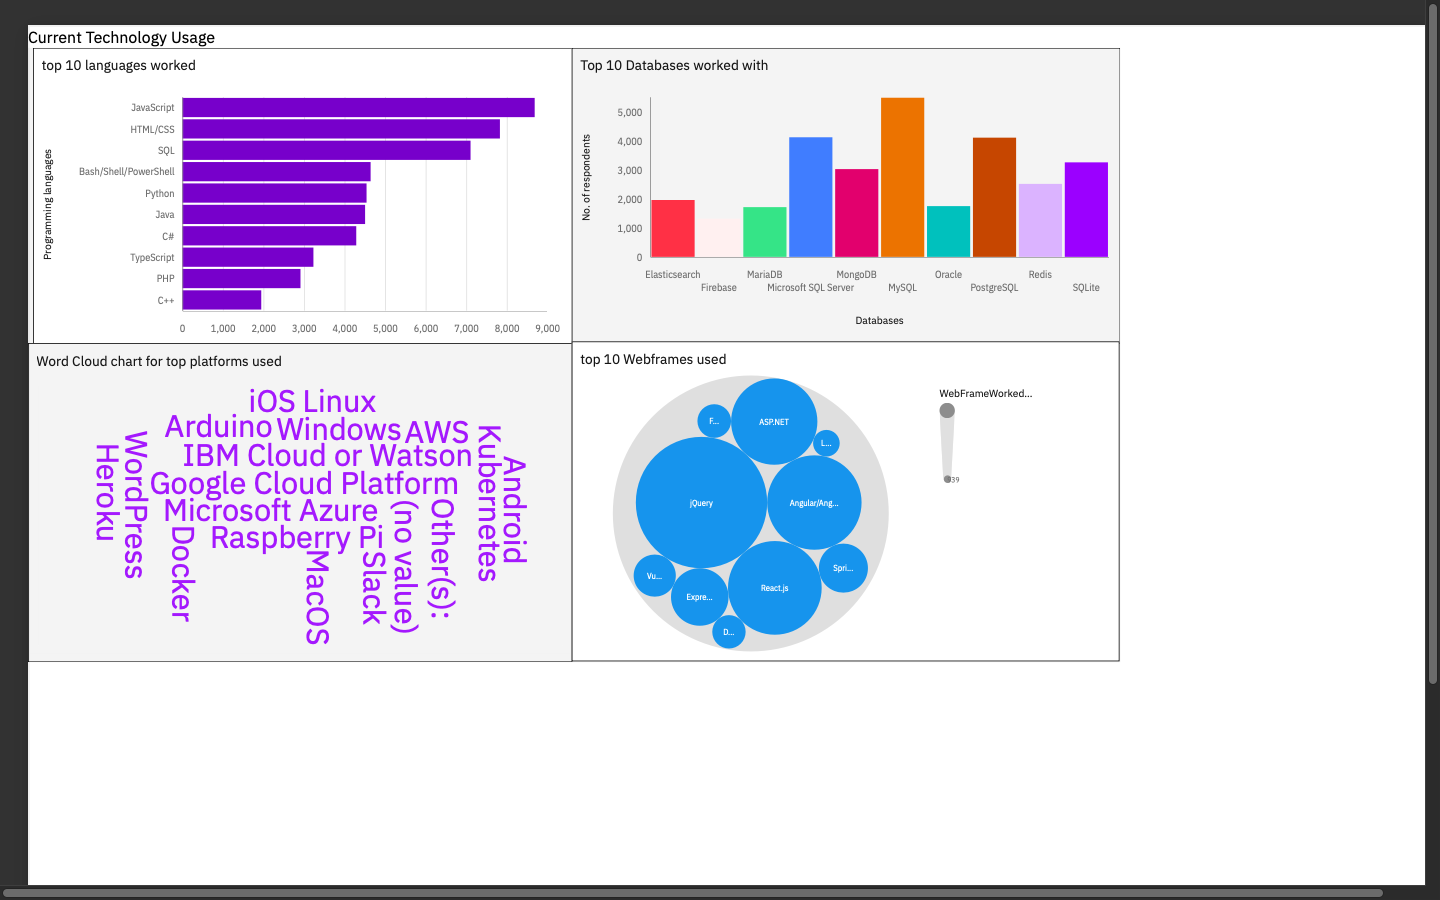 Current Technology Usage
top 10 languages worked
Programming languages
JavaScript
HTML/CSS
SQL
Bash/Shell/PowerShell
Python
Java
C#
TypeScript
PHP
C++
0 1,000 2,000 3,000 4,000 5,000 6,000 7,000 8,000 9,000
Top 10 Databases worked with
No. of respondents
5,000
4,000
3,000
2,000
1,000
0
Elasticsearch MariaDB MongoDB Oracle Redis
Firebase Microsoft SQL Server MySQL PostgreSQL SQLite
Databases
Word Cloud chart for top platforms used
iOS Linux
Arduino Windows AWS
IBM Cloud or Watson
Google Cloud Platform
Microsoft Azure
Raspberry Pi
Heroku
WordPress
Docker
MacOS
Slack
(no value)
Other(s):
Kubernetes
Android
top 10 Webframes used
F...
ASP.NET
L...
jQuery
Angular/Ang...
Vu...
Expre...
React.js
Spri...
D...
WebFrameWorked...
39